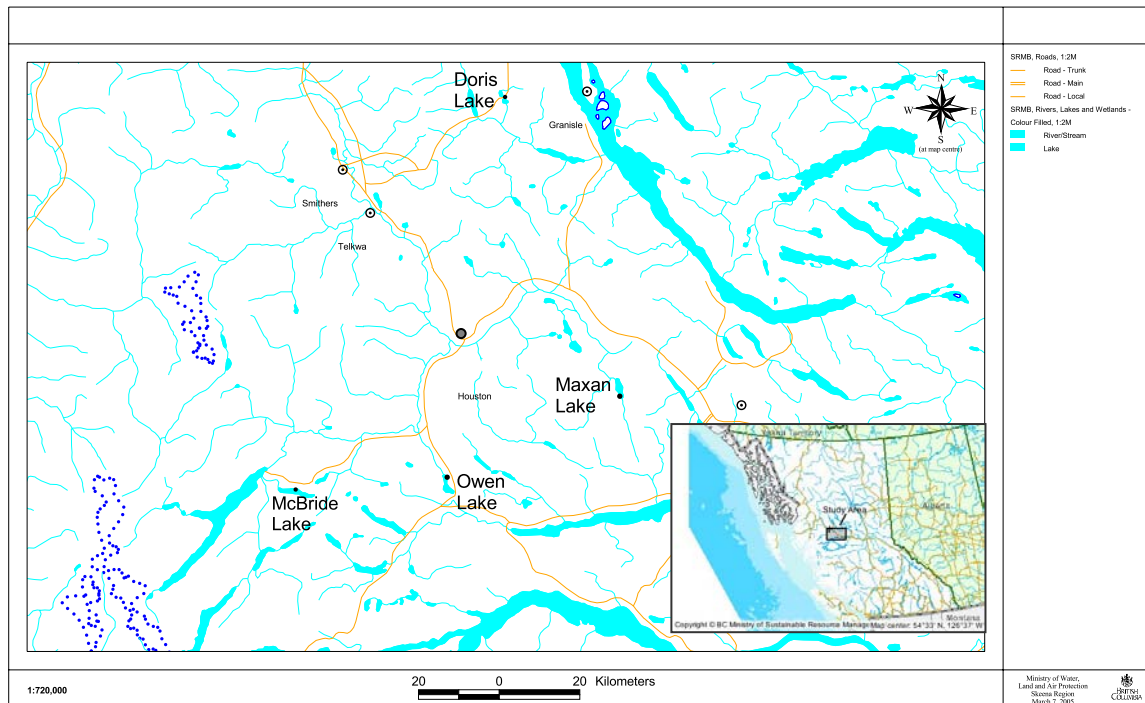 Doris
Lake
Granisle
N
W
E
S
(at map centre)
Smithers
Telkwa
Houston
Maxan
Lake
Owen
Lake
McBride
Lake
Study Area
Alberta
Montana
Copyright © BC Ministry of Sustainable Resource Manage
Map center: 54°33' N, 126°37' W
SRMB, Roads, 1:2M
Road - Trunk
Road - Main
Road - Local
SRMB, Rivers, Lakes and Wetlands -
Colour Filled, 1:2M
River/Stream
Lake
1:720,000
20 0 20 Kilometers
Ministry of Water,
Land and Air Protection
Skeena Region
March 7, 2005
BRITISH
COLUMBIA